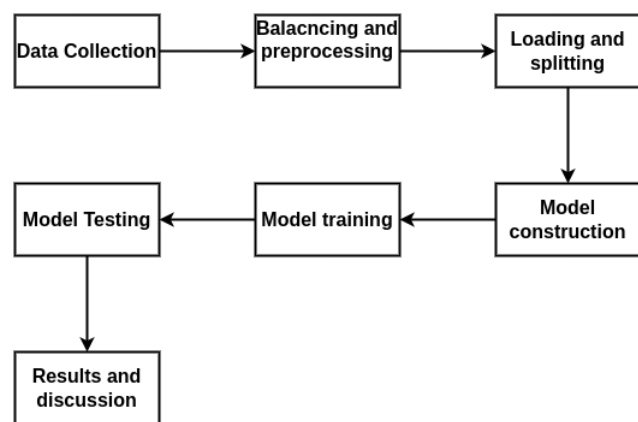 Data Collection
Balacncing and
preprocessing
Loading and
splitting
Model
construction
Model training
Model Testing
Results and
discussion